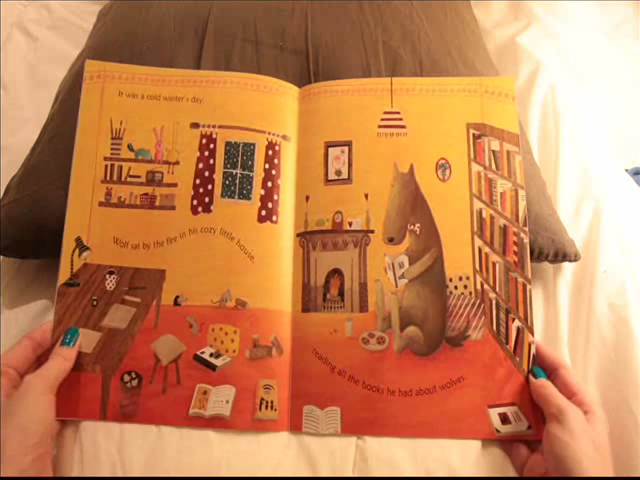 It was a cold winter's day.
Wolf sat by the fire in his cozy little house,
reading all the books he had about wolves.